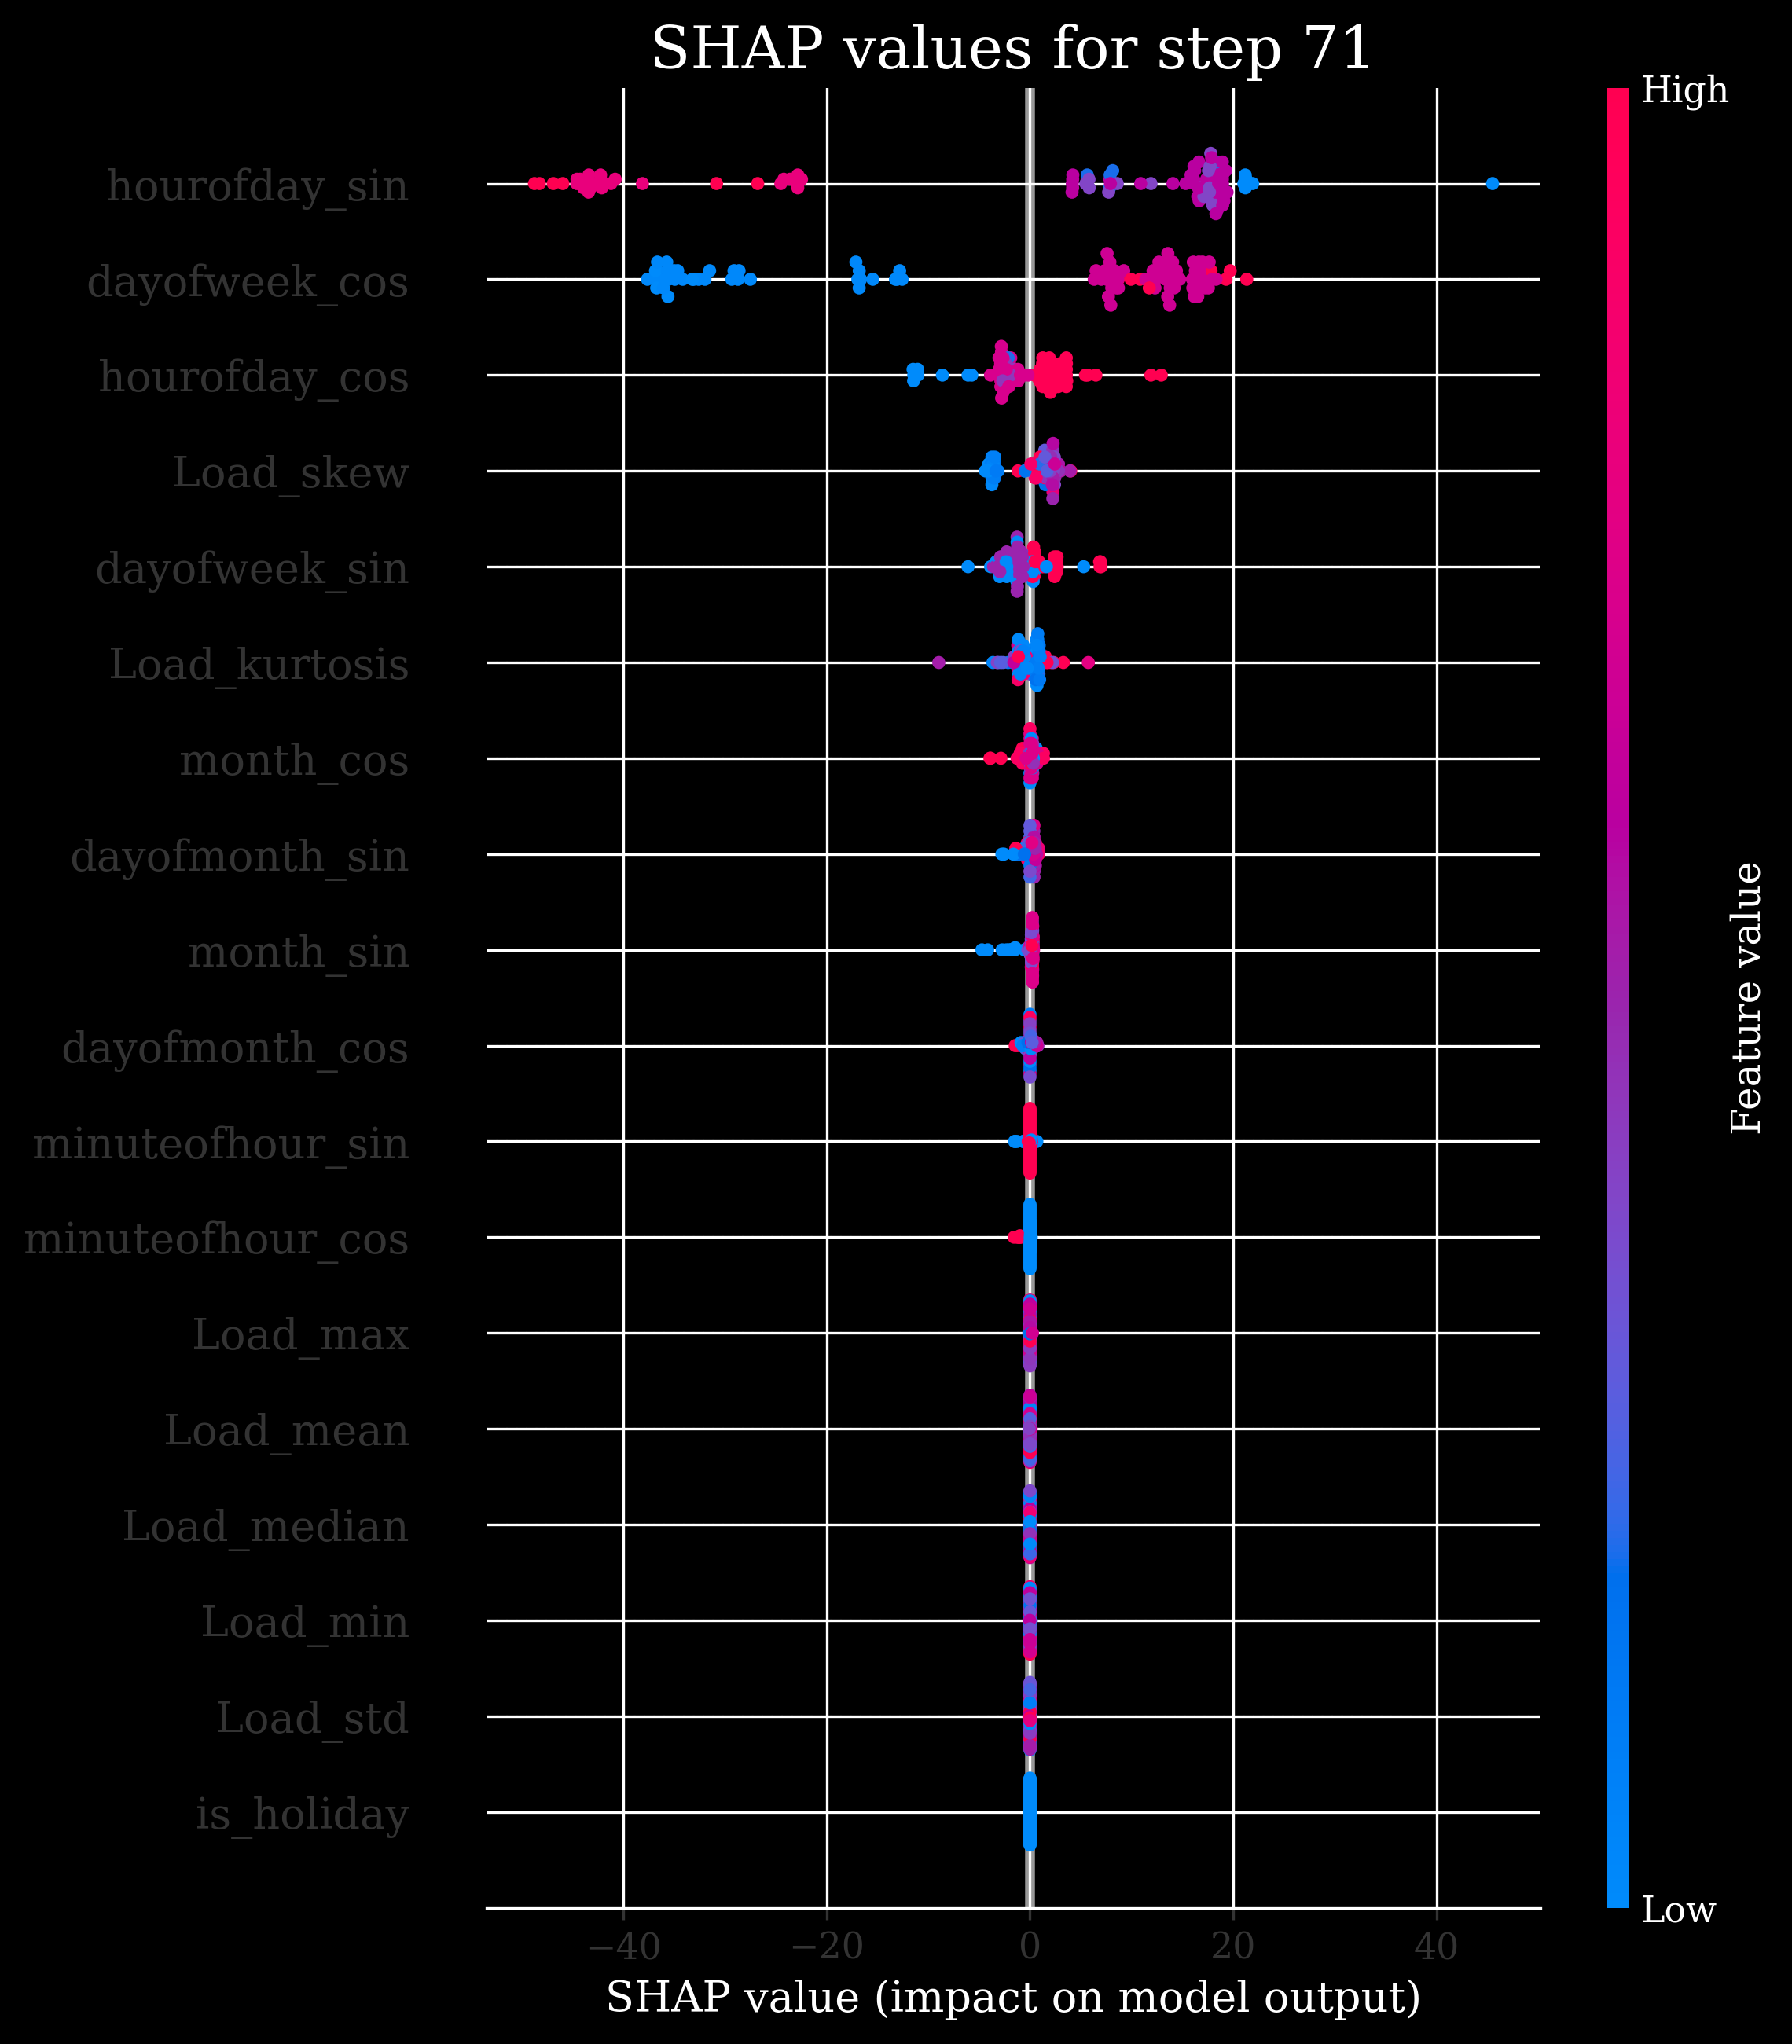 SHAP values for step 71
High
hourofday_sin
dayofweek_cos
hourofday_cos
Load_skew
dayofweek_sin
Load_kurtosis
month_cos
dayofmonth_sin
month_sin
dayofmonth_cos
minuteofhour_sin
minuteofhour_cos
Load_max
Load_mean
Load_median
Load_min
Load_std
is_holiday
Feature value
Low
−40 −20 0 20 40
SHAP value (impact on model output)